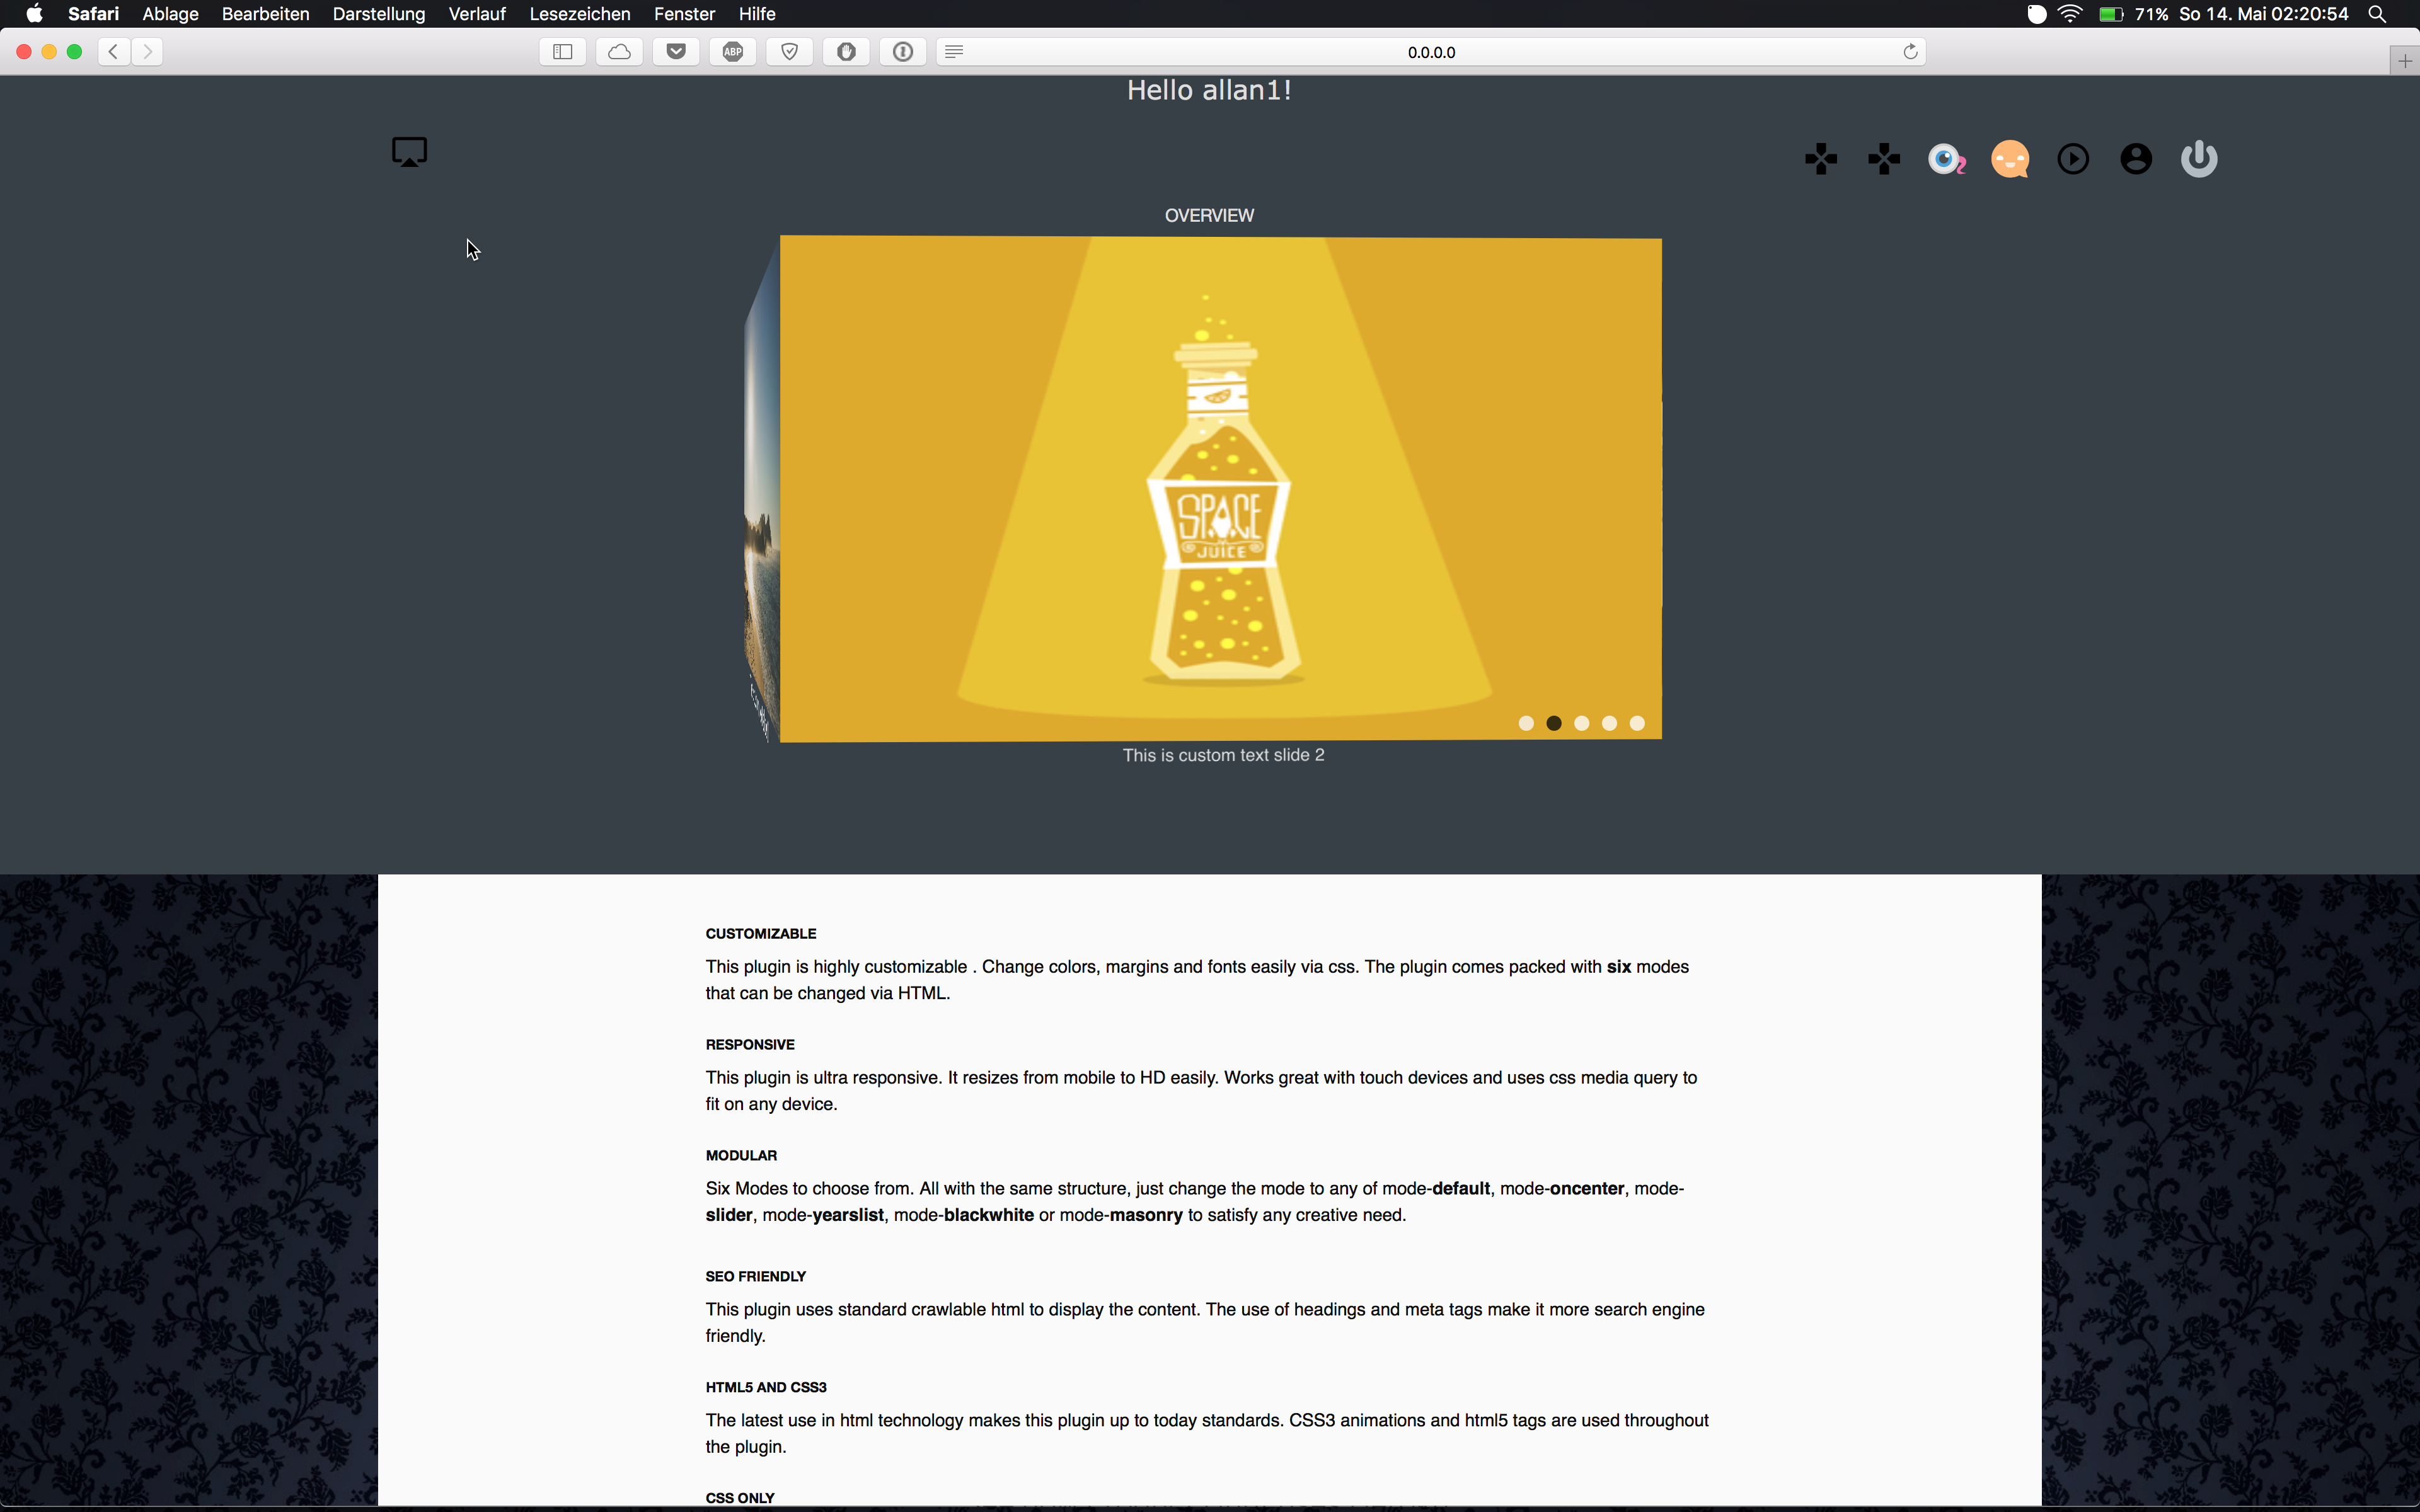 Safari Ablage Bearbeiten Darstellung Verlauf Lesezeichen Fenster Hilfe 71% So 14. Mai 02:20:54
ABP 0.0.0.0
Hello allan1!
OVERVIEW
SPACE
JUICE
This is custom text slide 2
CUSTOMIZABLE
This plugin is highly customizable . Change colors, margins and fonts easily via css. The plugin comes packed with six modes
that can be changed via HTML.
RESPONSIVE
This plugin is ultra responsive. It resizes from mobile to HD easily. Works great with touch devices and uses css media query to
fit on any device.
MODULAR
Six Modes to choose from. All with the same structure, just change the mode to any of mode-default, mode-oncenter, mode-
slider, mode-yearslist, mode-blackwhite or mode-masonry to satisfy any creative need.
SEO FRIENDLY
This plugin uses standard crawlable html to display the content. The use of headings and meta tags make it more search engine
friendly.
HTML5 AND CSS3
The latest use in html technology makes this plugin up to today standards. CSS3 animations and html5 tags are used throughout
the plugin.
CSS ONLY